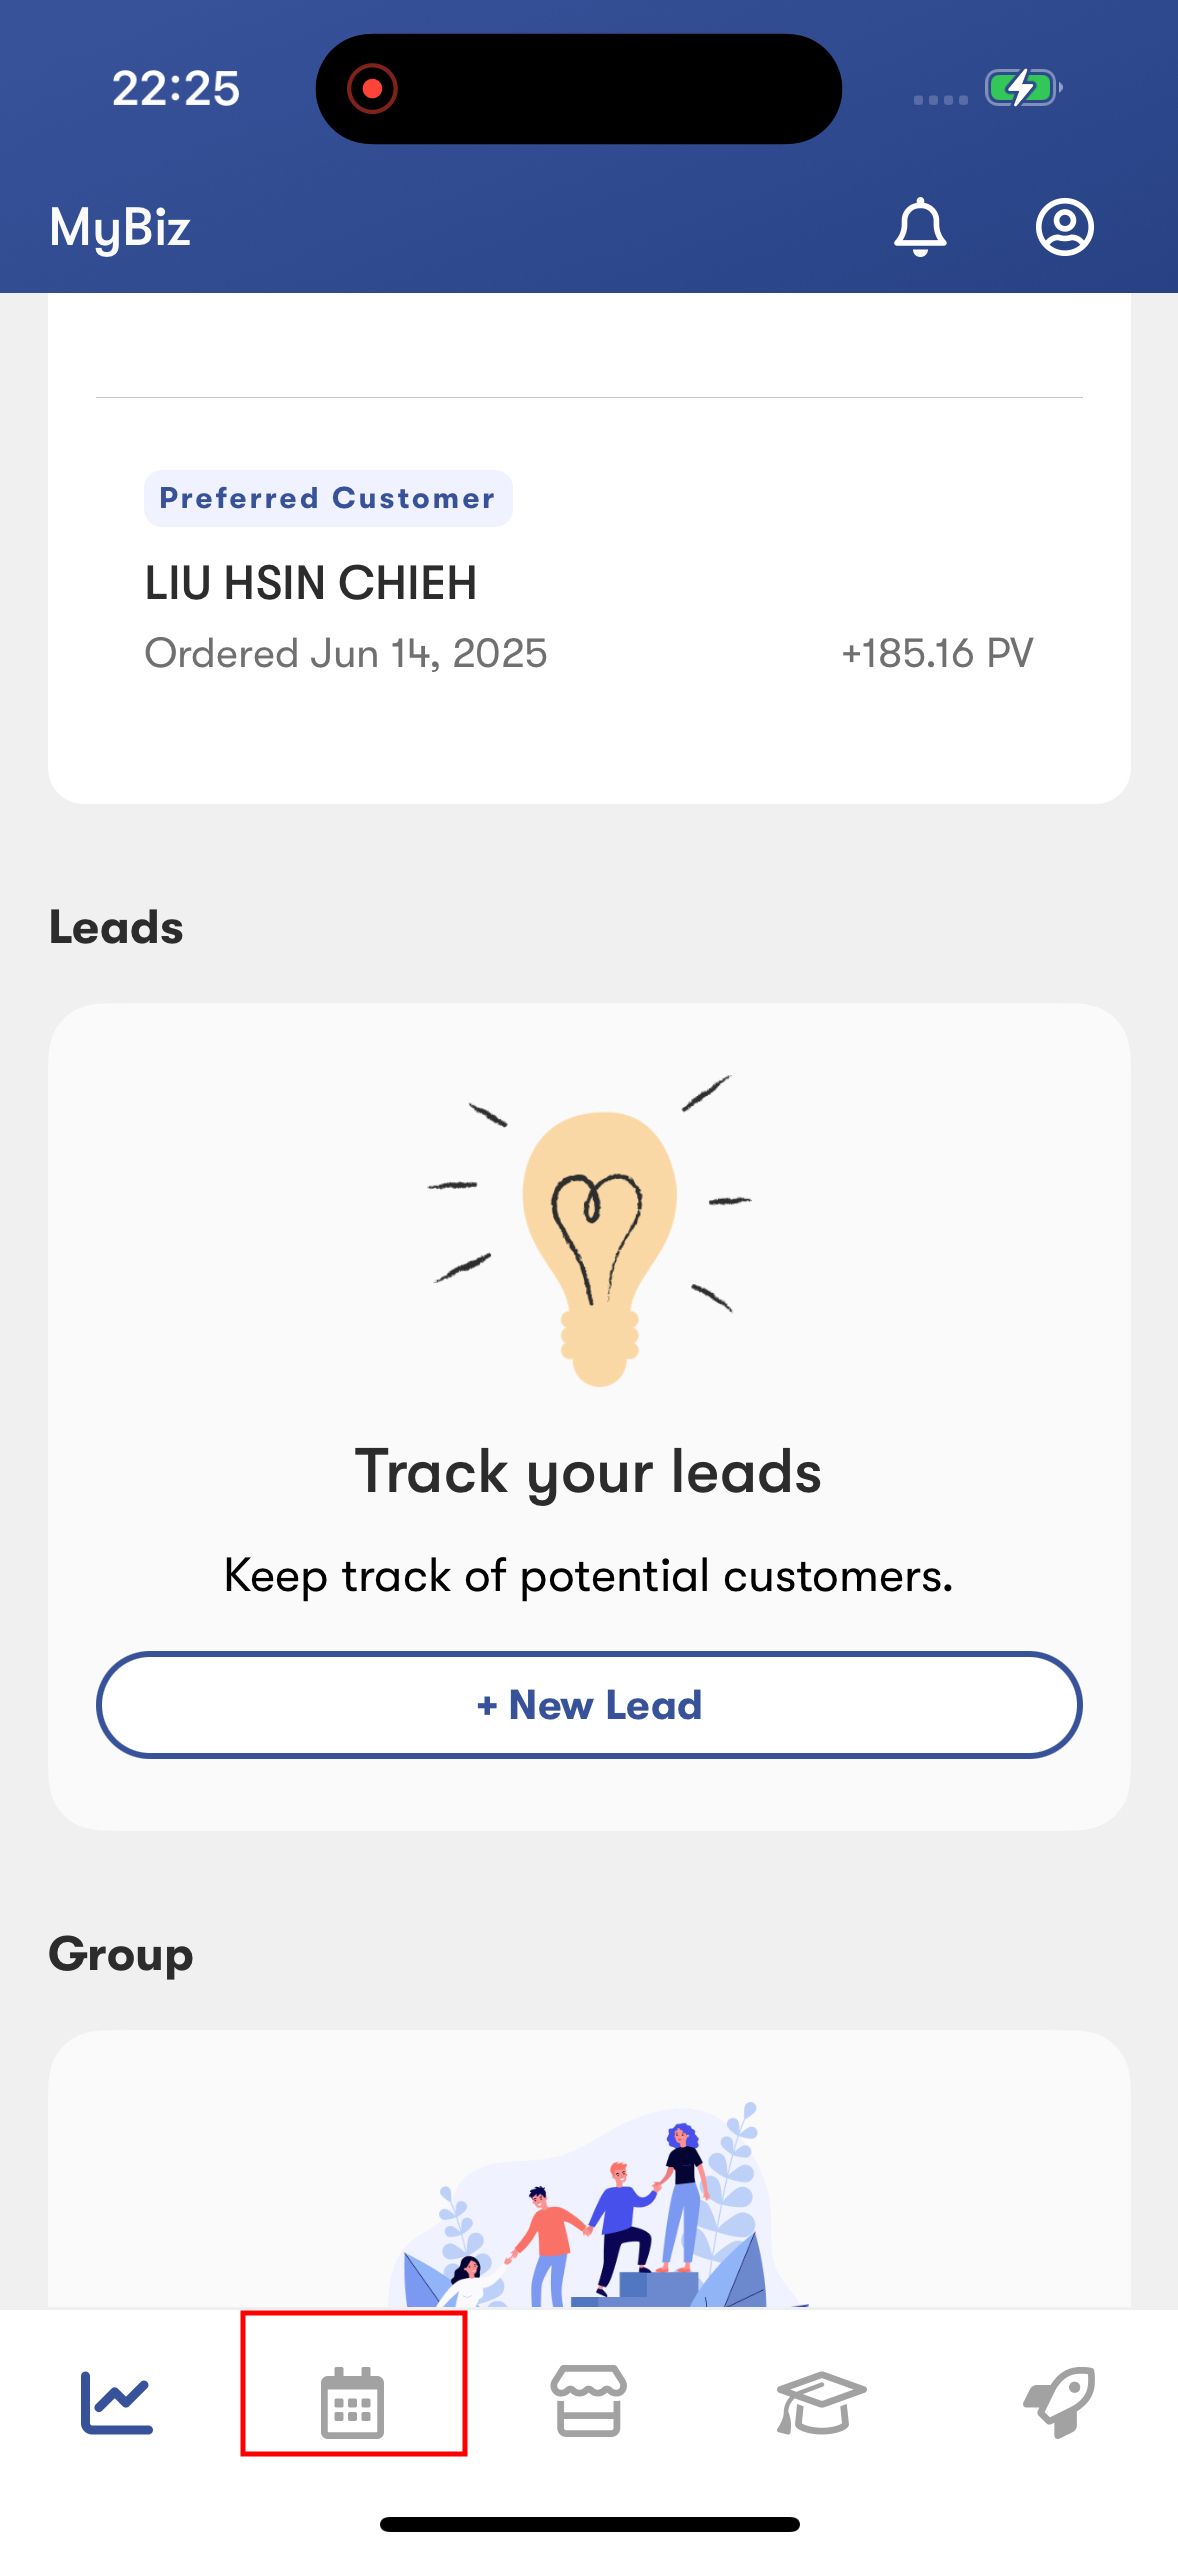 22:25
MyBiz
Preferred Customer
LIU HSIN CHIEH
Ordered Jun 14, 2025
+185.16 PV
Leads
Track your leads
Keep track of potential customers.
+ New Lead
Group